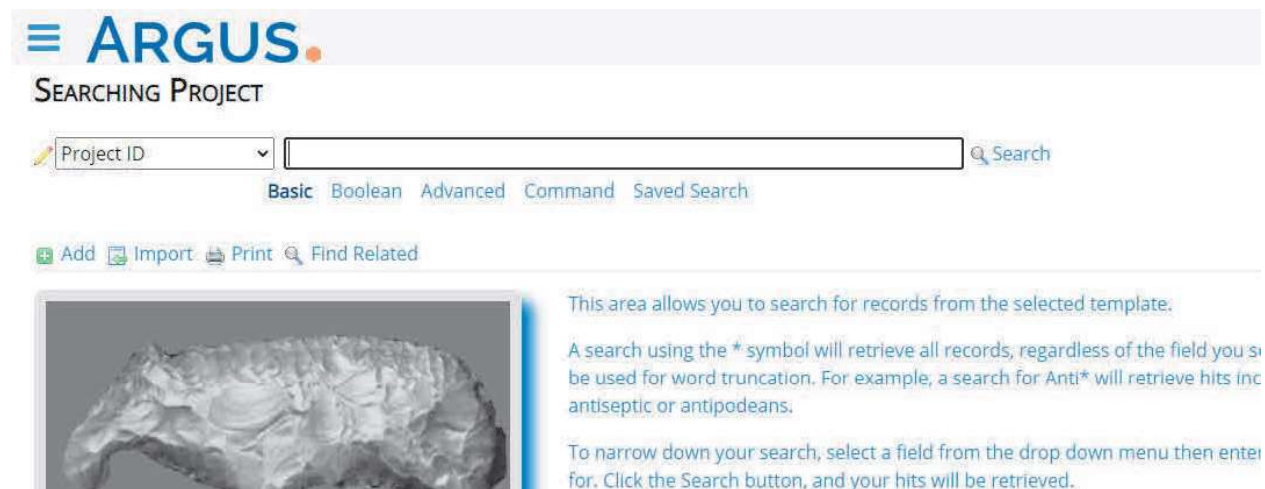 ARGUS.
SEARCHING PROJECT
Project ID Search
Basic Boolean Advanced Command Saved Search
Add Import Print Find Related
This area allows you to search for records from the selected template.
A search using the * symbol will retrieve all records, regardless of the field you
be used for word truncation. For example, a search for Anti* will retrieve hits
antiseptic or antipodeans.
To narrow down your search, select a field from the drop down menu then enter
for. Click the Search button, and your hits will be retrieved.